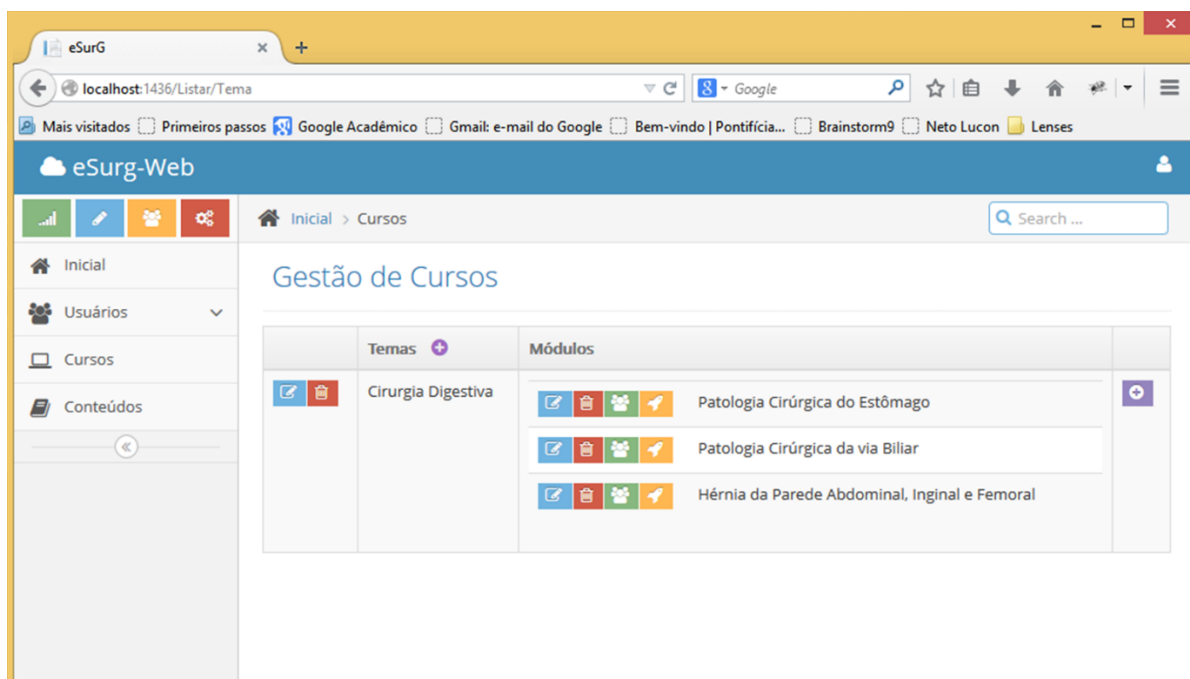 eSurG
localhost:1436/Listar/Tema
Google
Mais visitados Primeiros passos Google Acadêmico Gmail: e-mail do Google Bem-vindo | Pontifícia... Brainstorm9 Neto Lucon Lenses
eSurg-Web
Inicial > Cursos
Search ...
Inicial
Usuários
Cursos
Conteúdos
Gestão de Cursos
Temas Módulos
Cirurgia Digestiva
Patologia Cirúrgica do Estômago
Patologia Cirúrgica da via Biliar
Hérnia da Parede Abdominal, Inginal e Femoral